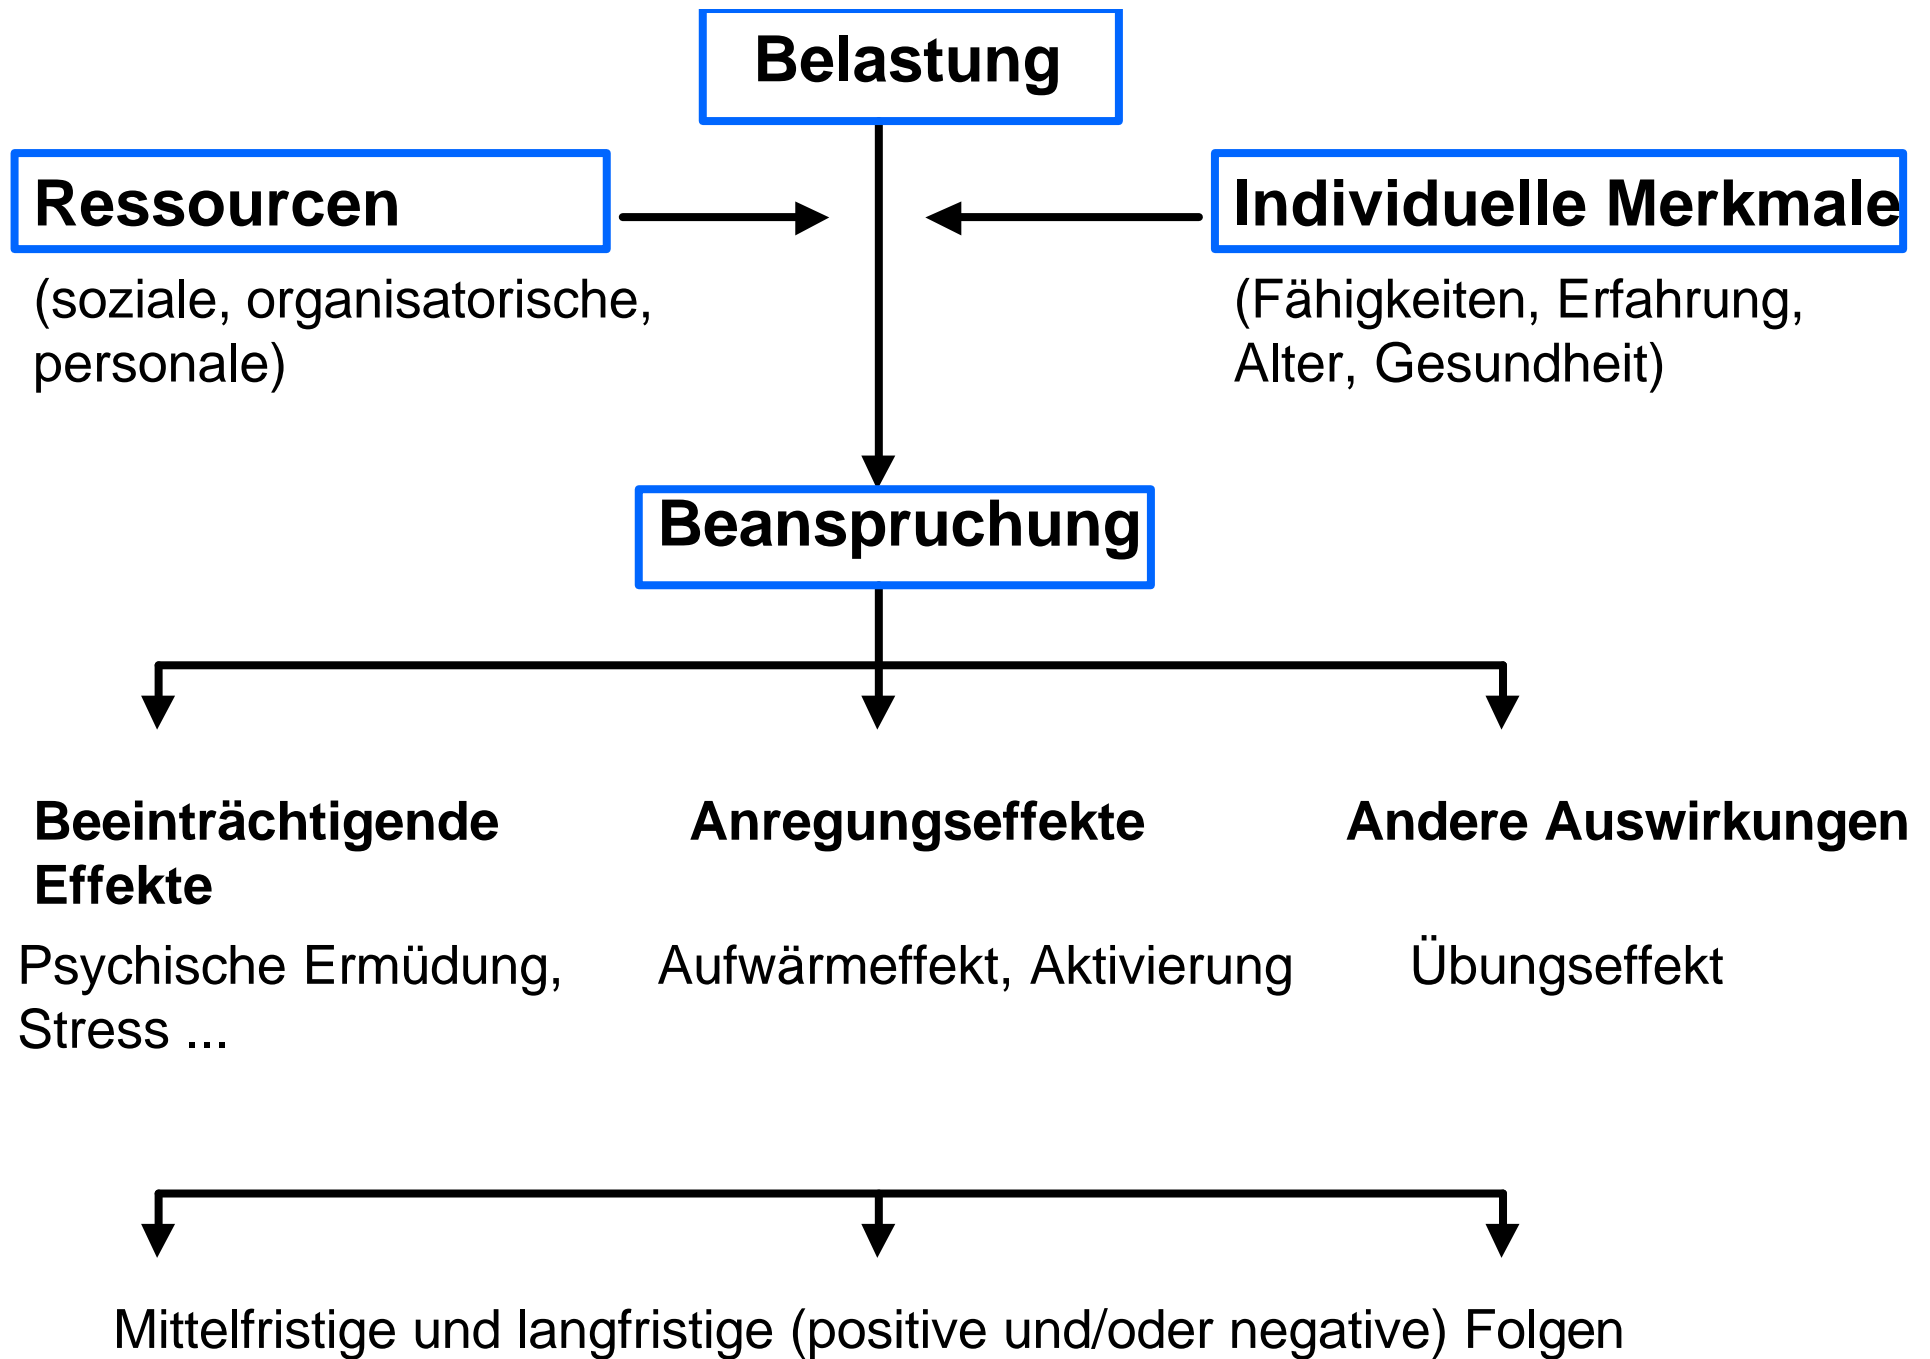 Belastung
Ressourcen
(soziale, organisatorische,
personale)
Individuelle Merkmale
(Fähigkeiten, Erfahrung,
Alter, Gesundheit)
Beanspruchung
Beeinträchtigende
Effekte
Psychische Ermüdung,
Stress ...
Anregungseffekte
Aufwärmeffekt, Aktivierung
Andere Auswirkungen
Übungseffekt
Mittelfristige und langfristige (positive und/oder negative) Folgen